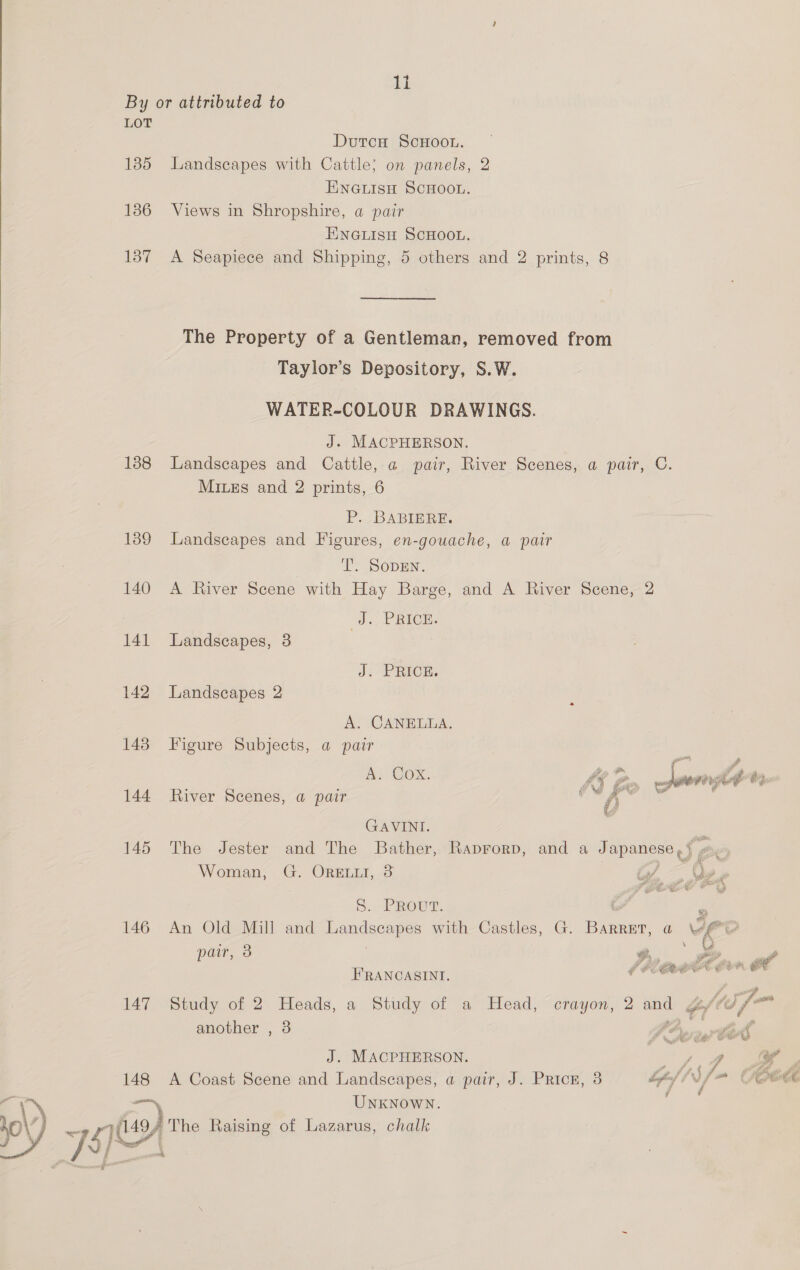 11
By or attributed to
LOT
DUTCH SCHOOL.
135 Landscapes with Cattle; on panels, 2
ENGLISH SCHOOL.
136 Views in Shropshire, a pair
ENGLISH SCHOOL.
137 A Seapiece and Shipping, 5 others and 2 prints, 8
The Property of a Gentleman, removed from
Taylor's Depository, S.W.
WATER-COLOUR DRAWINGS.
J. MACPHERSON.
138 Landscapes and Cattle, a pair, River Scenes, a pair, C.
MILES and 2 prints, 6
P. BABIERE.
139 Landscapes and Figures, en-gouache, a pair
T. SODEN.
140 A River Scene with Hay Barge, and A River Scene, 2
J. PRICE.
141 Landscapes, 3
J. PRICE.
142 Landscapes 2
A. CANELLA.
143 Figure Subjects, a pair
A. COX.
144 River Scenes, a pair
GAVINI.
145 The Jester and The Bather, RADFORD, and a Japanese
Woman, G. ORELLI, 3
S. PROUT.
146 An Old Mill and Landscapes with Castles, G. BARRET, a
pair, 3
FRANCASINI.
147 Study of 2 Heads, a Study of a Head, crayon, 2 and
another , 3
J. MACPHERSON.
148 A Coast Scene and Landscapes, a pair, J. PRICE, 3
UNKNOWN.
149 The Raising of Lazarus, chalk